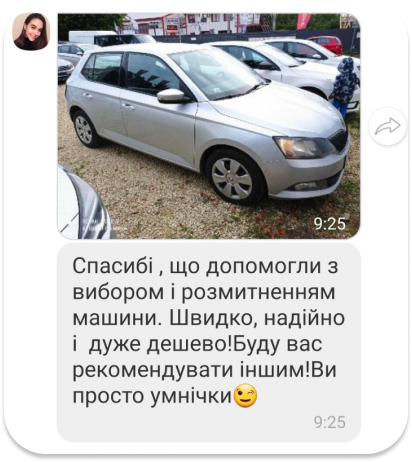 9:25
Спасибі , що допомогли з
вибором і розмитненням
машини. Швидко, надійно
і  дуже дешево!Буду вас
рекомендувати іншим!Ви
просто умнічки😉
9:25